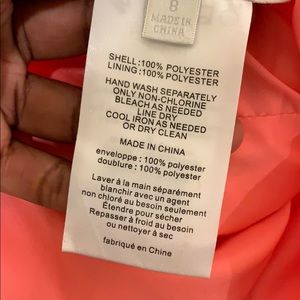 8
MADE IN
CHINA
SHELL:100% POLYESTER
LINING:100% POLYESTER
HAND WASH SEPARATELY
ONLY NON-CHLORINE
BLEACH AS NEEDED
LINE DRY
COOL IRON AS NEEDED
OR DRY CLEAN
MADE IN CHINA
enveloppe : 100% polyester
doublure : 100% polyester
Laver à la main séparément
blanchir avec un agent
non chloré au besoin seulement
Étendre pour sécher
Repasser à froid au besoin
ou nettoyer à sec
fabriqué en Chine